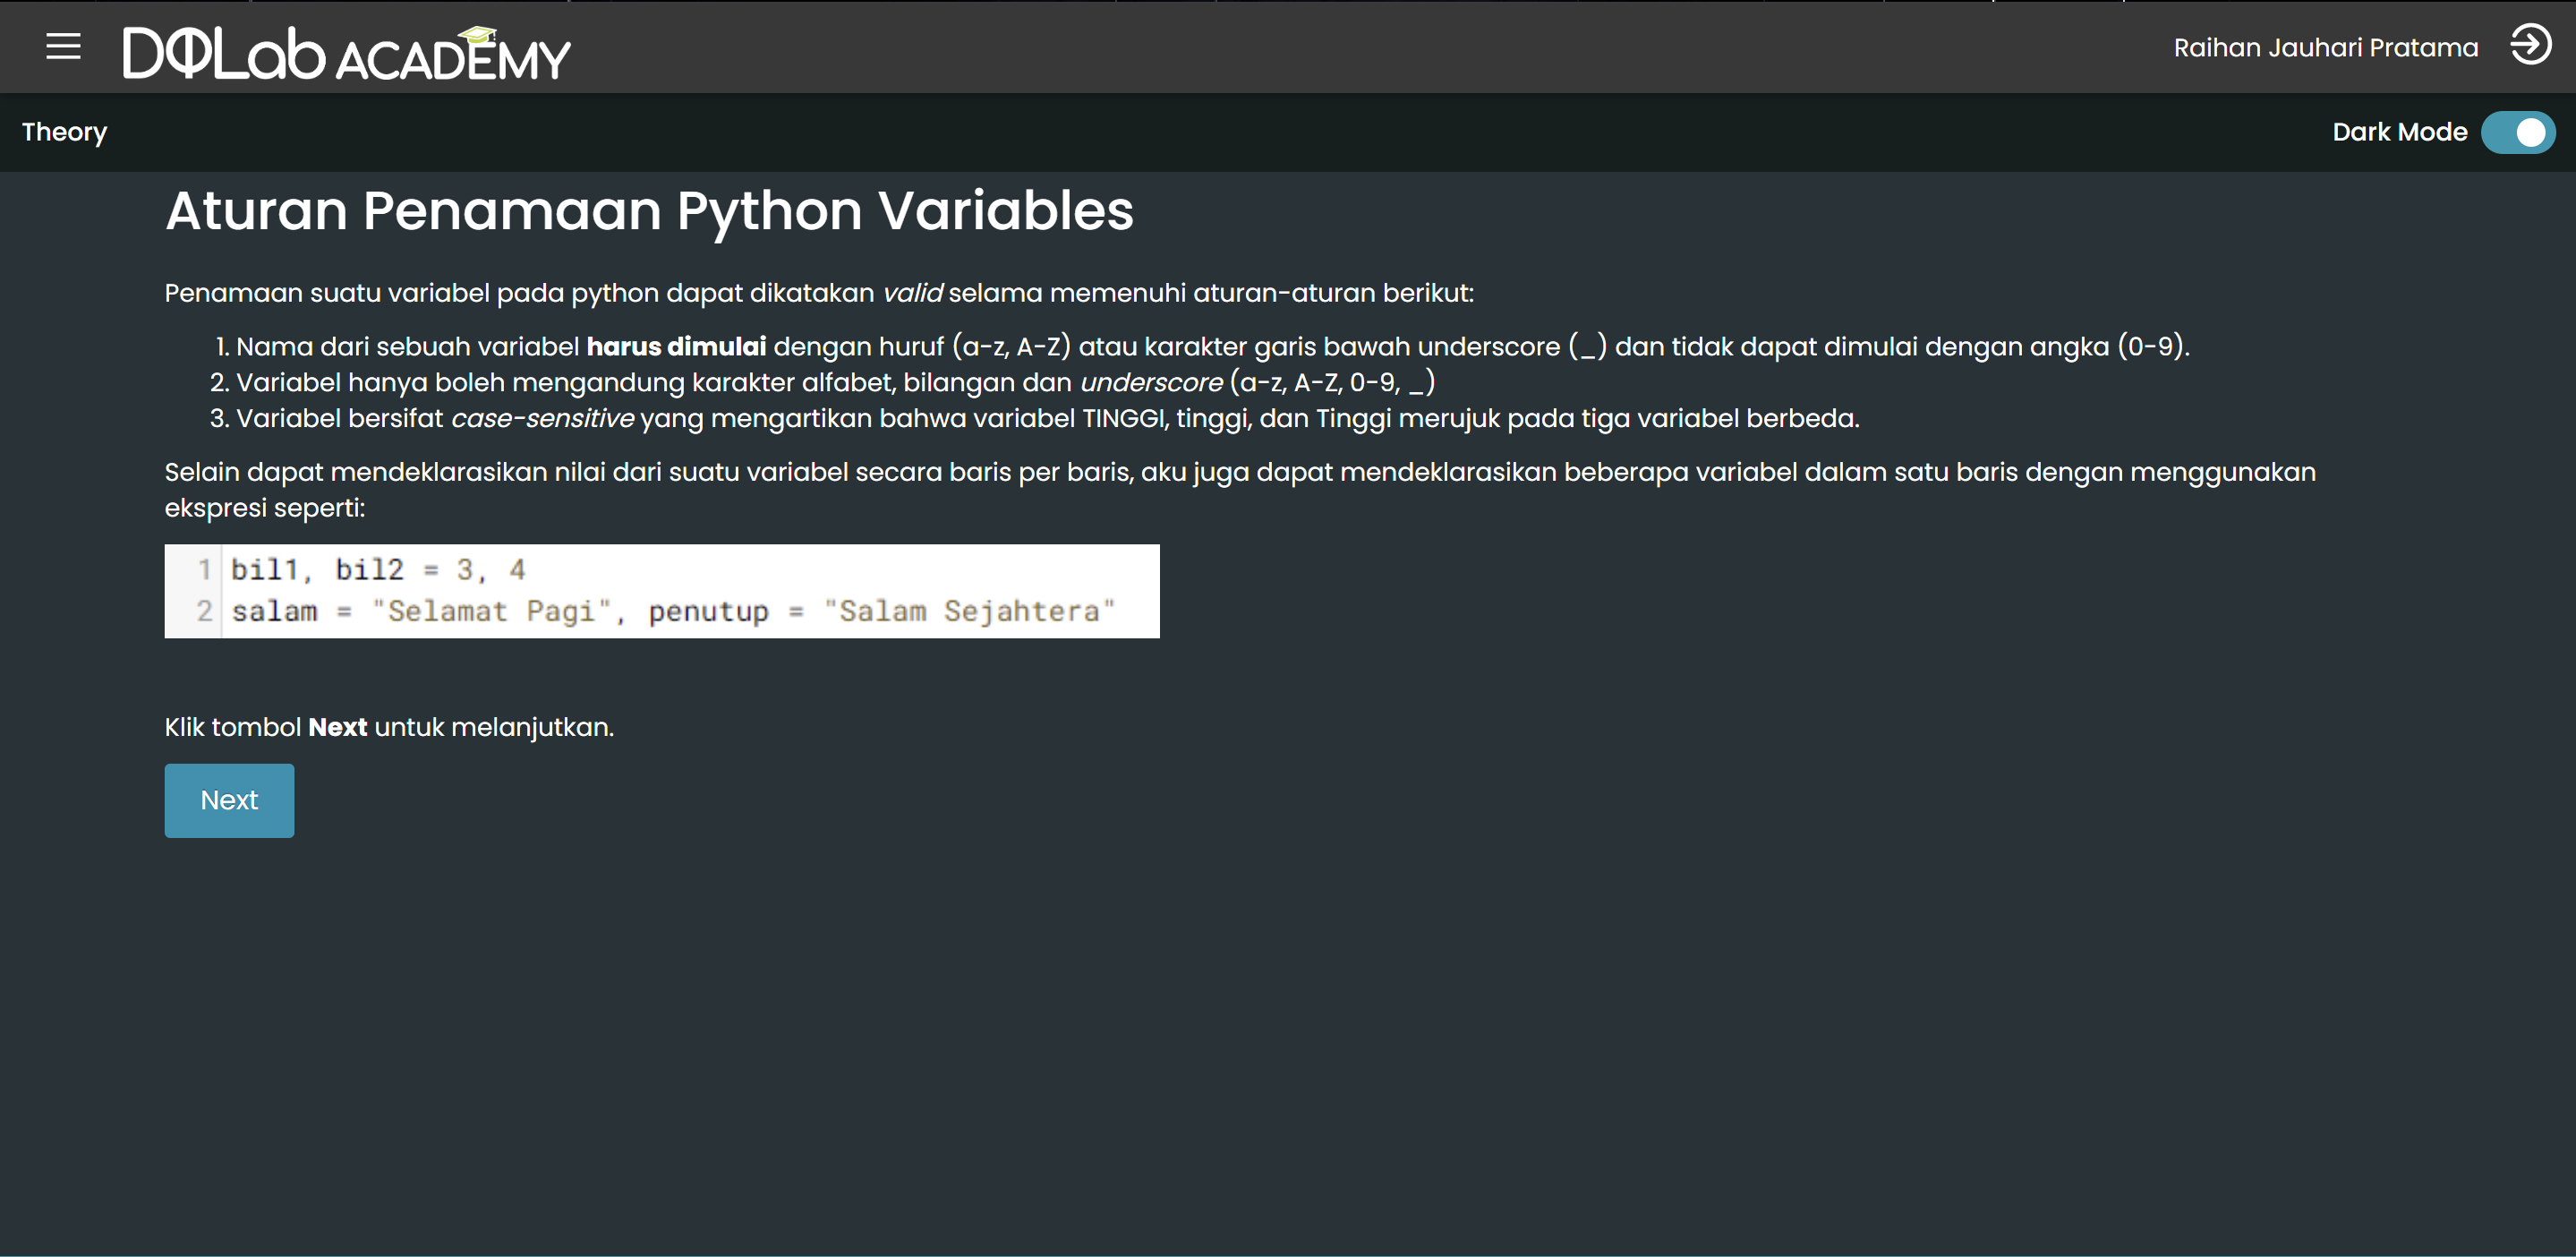 DQLab ACADEMY
Raihan Jauhari Pratama
Theory
Dark Mode
Aturan Penamaan Python Variables
Penamaan suatu variabel pada python dapat dikatakan valid selama memenuhi aturan-aturan berikut:
1. Nama dari sebuah variabel harus dimulai dengan huruf (a-z, A-Z) atau karakter garis bawah underscore (_) dan tidak dapat dimulai dengan angka (0-9).
2. Variabel hanya boleh mengandung karakter alfabet, bilangan dan underscore (a-z, A-Z, 0-9, _)
3. Variabel bersifat case-sensitive yang mengartikan bahwa variabel TINGGI, tinggi, dan Tinggi merujuk pada tiga variabel berbeda.
Selain dapat mendeklarasikan nilai dari suatu variabel secara baris per baris, aku juga dapat mendeklarasikan beberapa variabel dalam satu baris dengan menggunakan
ekspresi seperti:
1 bil1, bil2 = 3, 4
2 salam = "Selamat Pagi", penutup = "Salam Sejahtera"
Klik tombol Next untuk melanjutkan.
Next